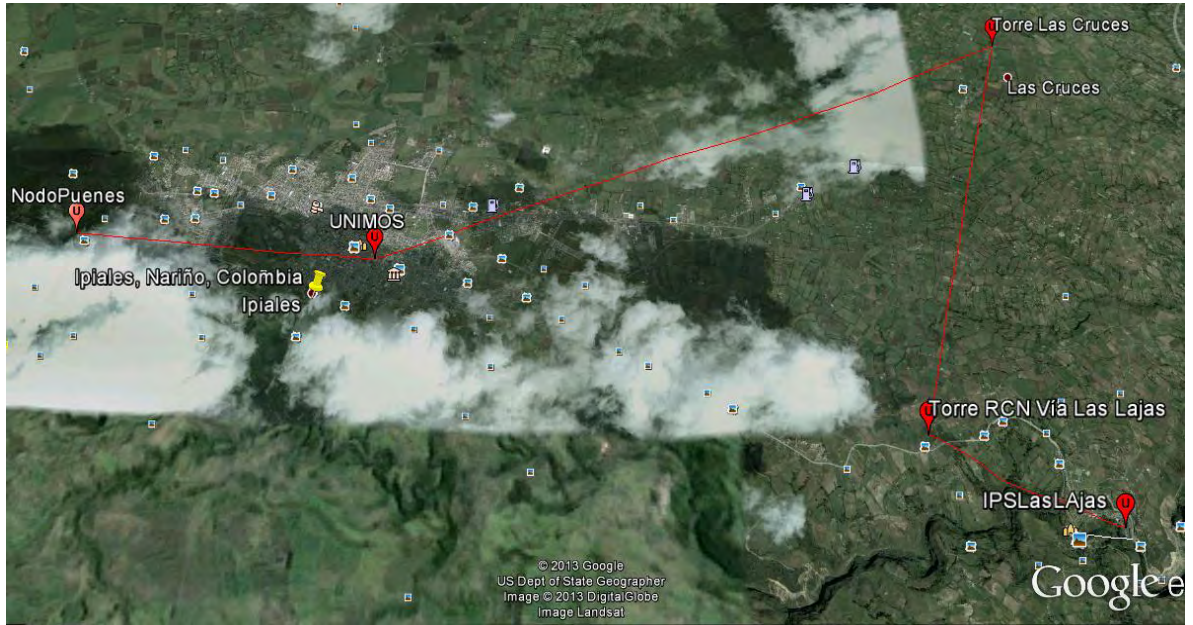 Torre Las Cruces
Las Cruces
NodoPuenes
UNIMOS
Ipiales, Nariño, Colombia
Ipiales
Torre RCN Vía Las Lajas
IPSLasLAjas
© 2013 Google
US Dept of State Geographer
Image © 2013 DigitalGlobe
Image Landsat
Google e